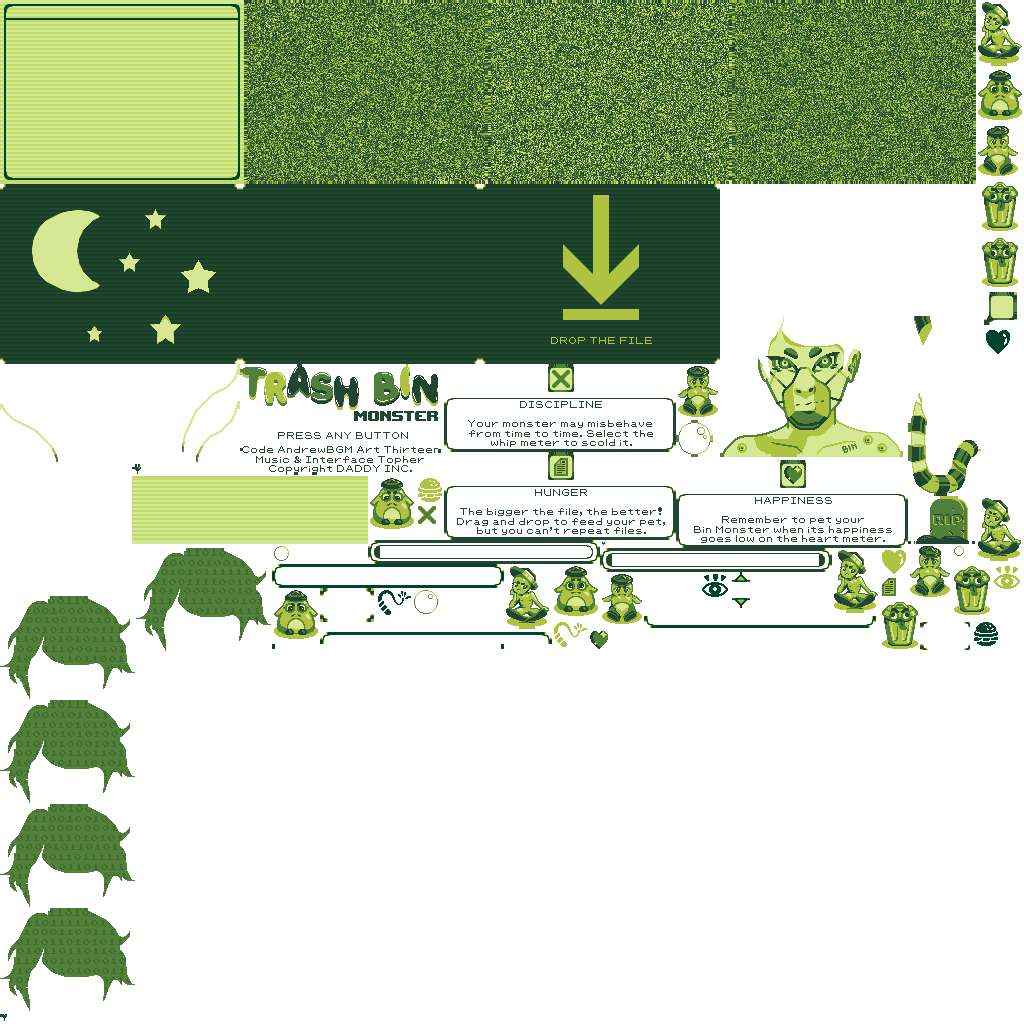 DROP THE FILE
TRASH BIN
MONSTER
PRESS ANY BUTTON
Code AndrewBGM Art Thirteen
Music & Interface Topher
Copyright DADDY INC.
DISCIPLINE
Your monster may misbehave
from time to time. Select the
whip meter to scold it.
BIN
HUNGER
The bigger the file, the better!
Drag and drop to feed your pet,
but you can't repeat files.
HAPPINESS
Remember to pet your
Bin Monster when its happiness
goes low on the heart meter.
RIP